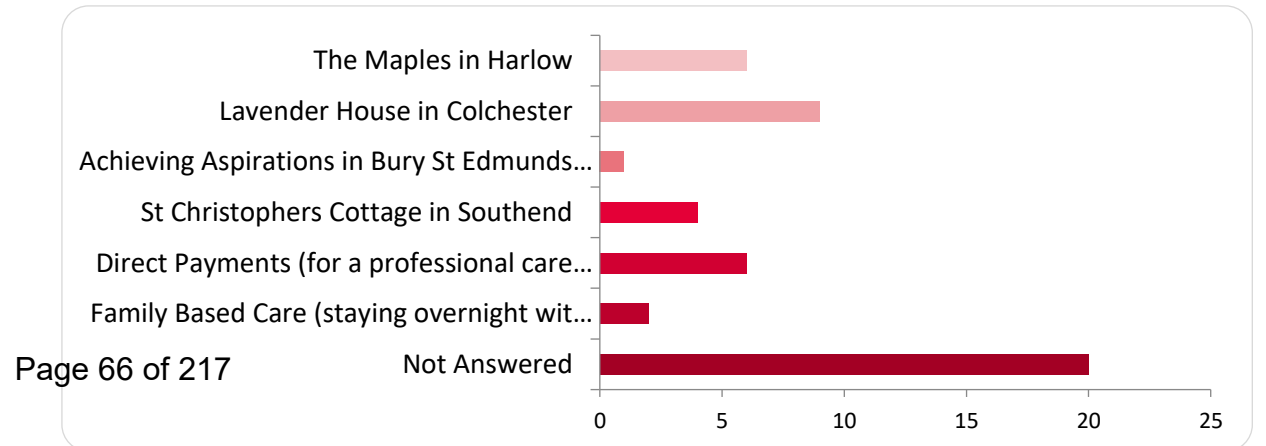 The Maples in Harlow
Lavender House in Colchester
Achieving Aspirations in Bury St Edmunds...
St Christophers Cottage in Southend
Direct Payments (for a professional care...
Family Based Care (staying overnight wit...
Not Answered
Page 66 of 217
0 5 10 15 20 25